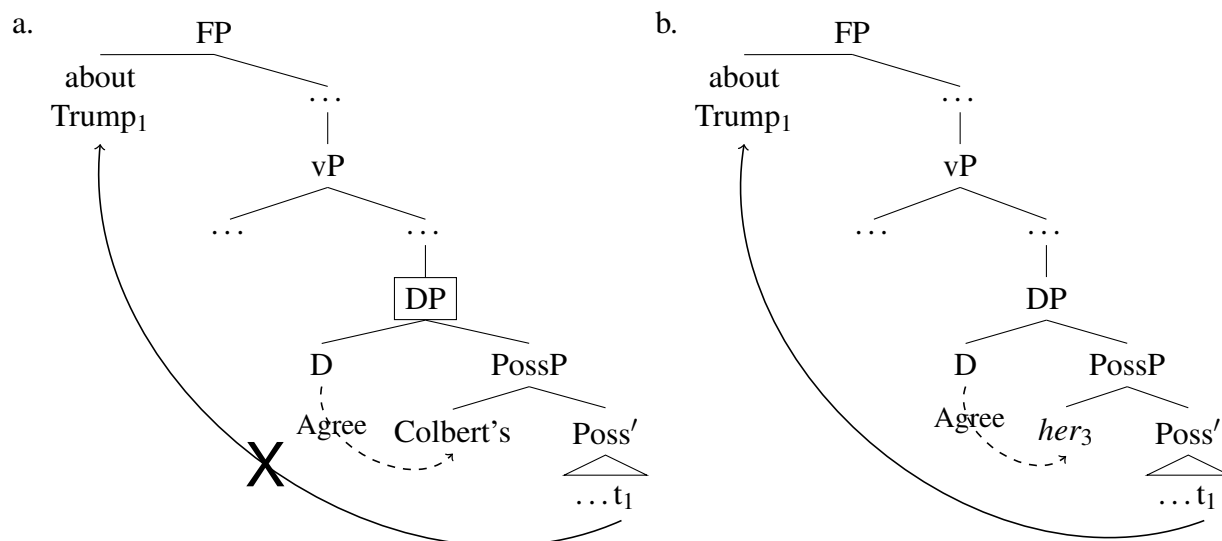 a.
FP
about
Trump₁
…
vP
…
…
DP
D
PossP
Agree
Colbert's
Poss′
X
…t₁
b.
FP
about
Trump₁
…
vP
…
…
DP
D
PossP
Agree
her₃
Poss'
…t₁